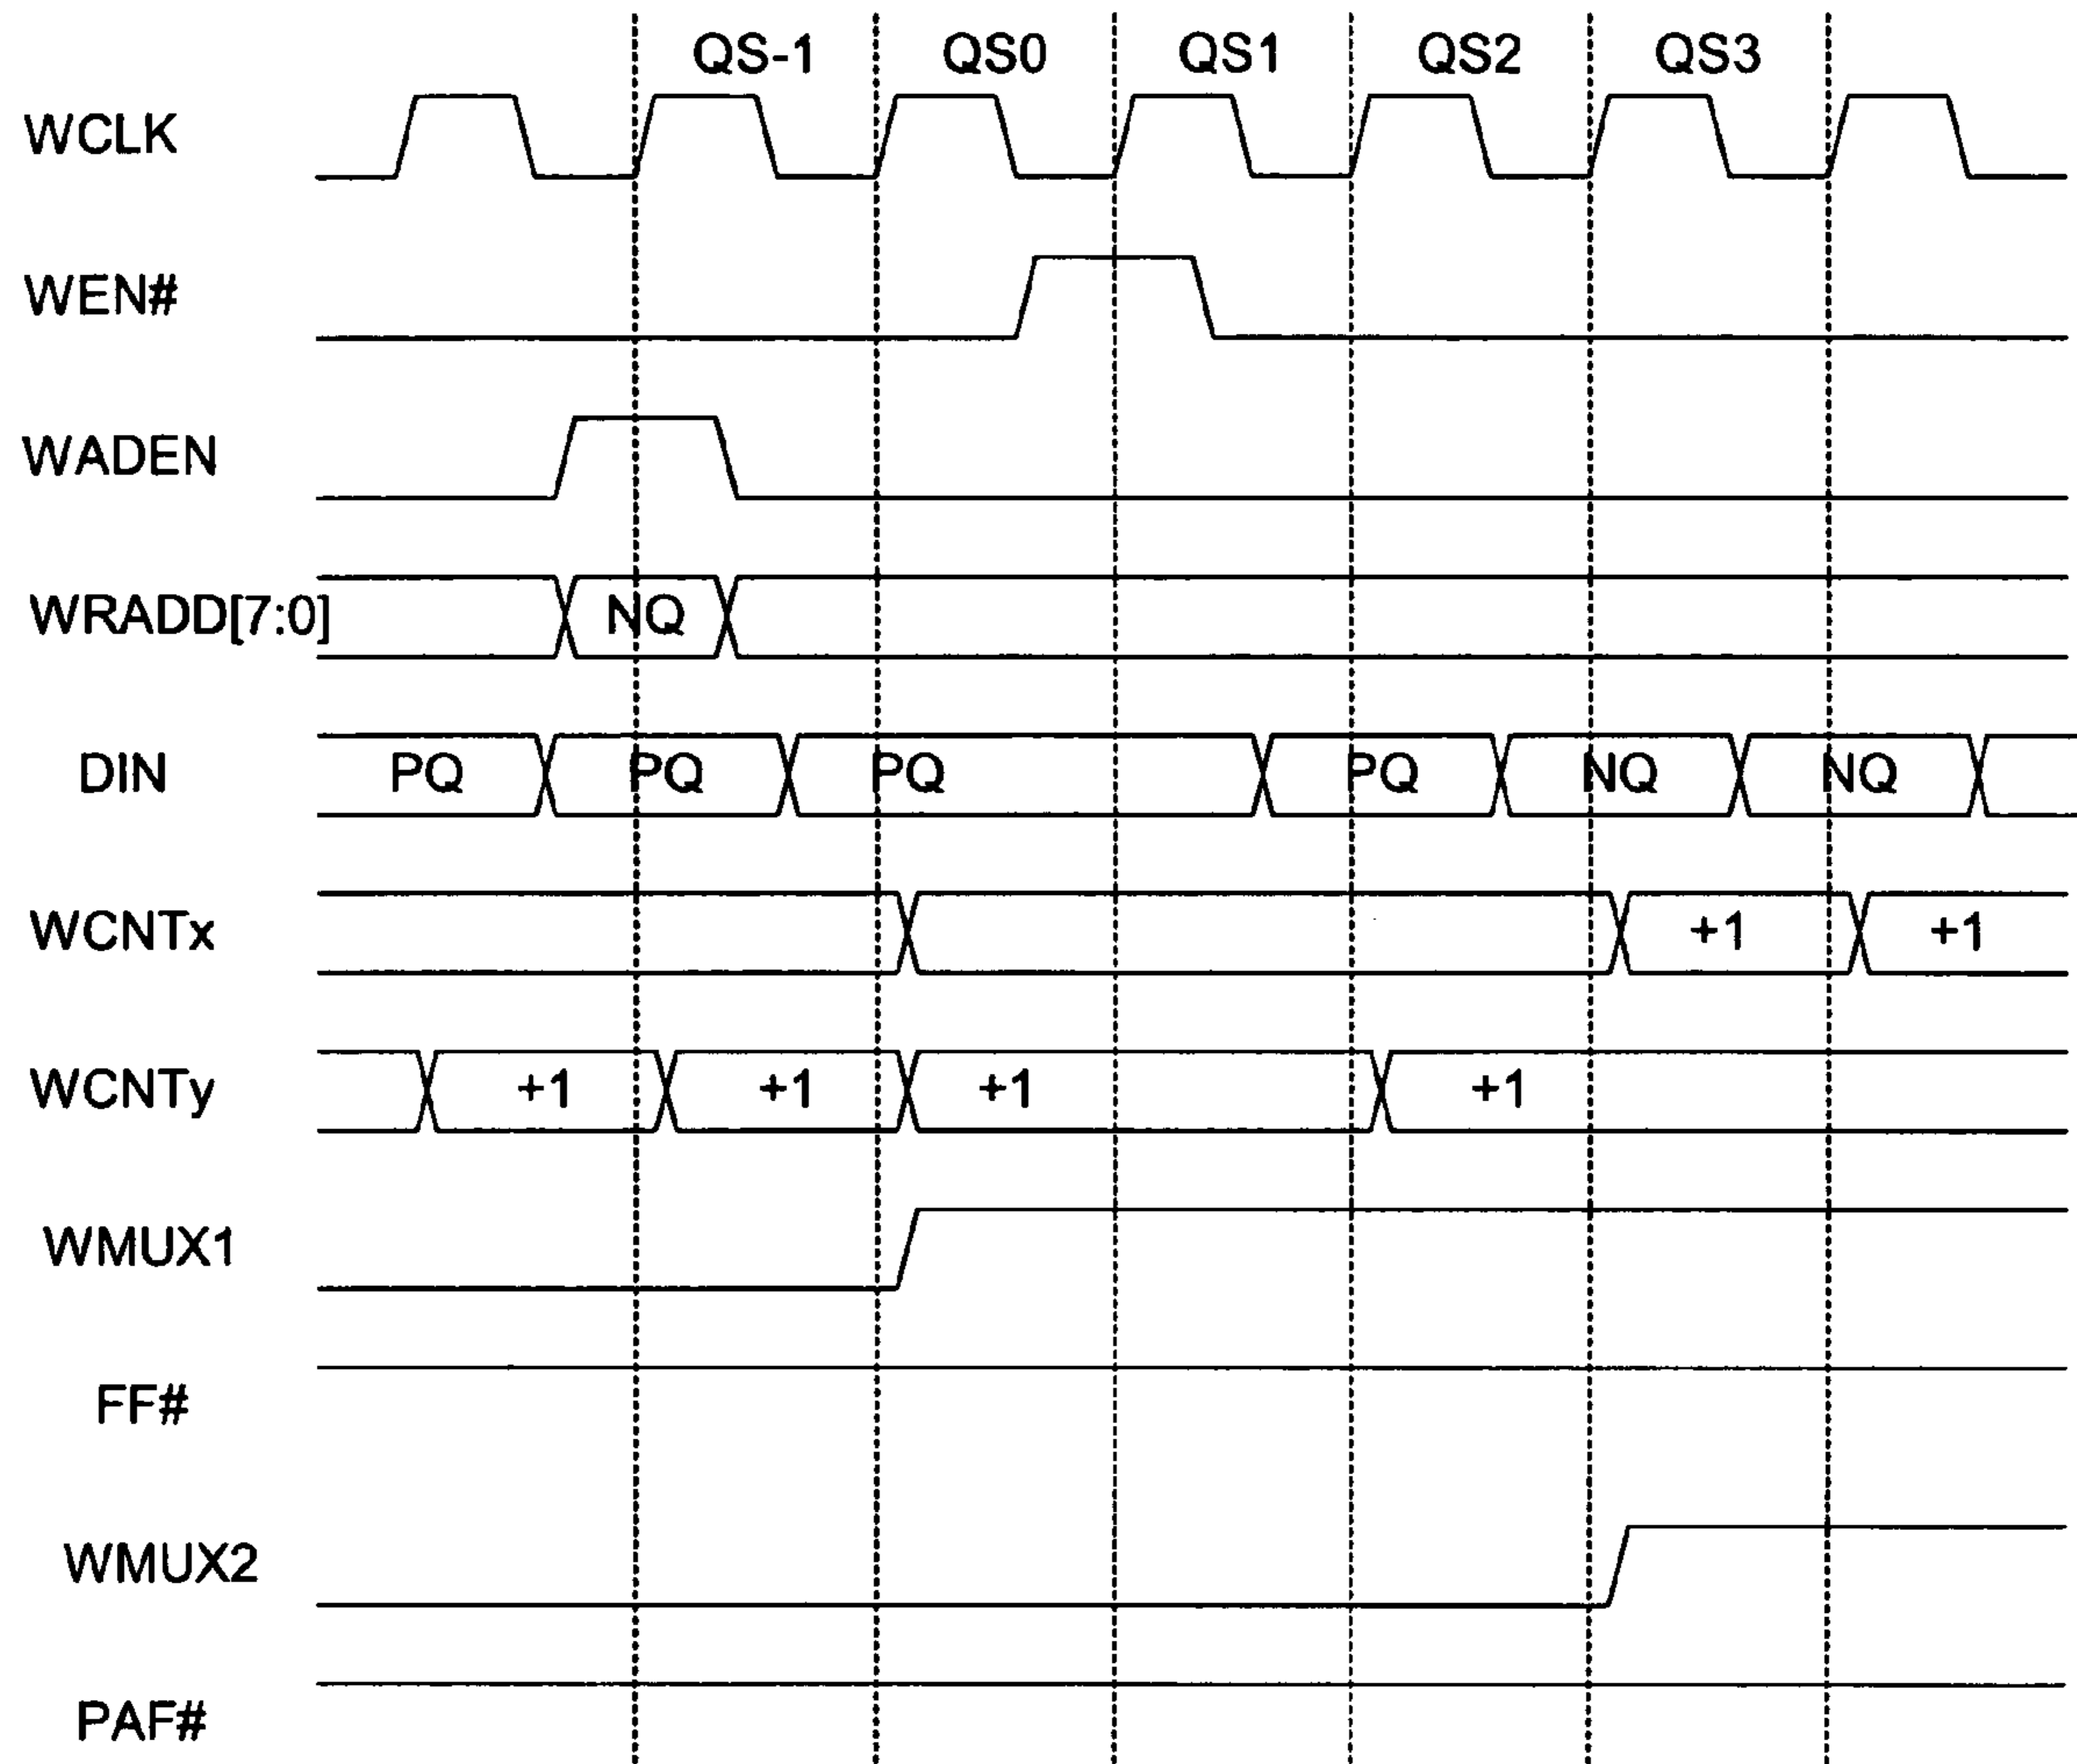 QS-1 QS0 QS1 QS2 QS3
WCLK
WEN#
WADEN
WRADD[7:0] NQ
DIN PQ PQ PQ PQ NQ NQ
WCNTx +1 +1
WCNTy +1 +1 +1 +1
WMUX1
FF#
WMUX2
PAF#